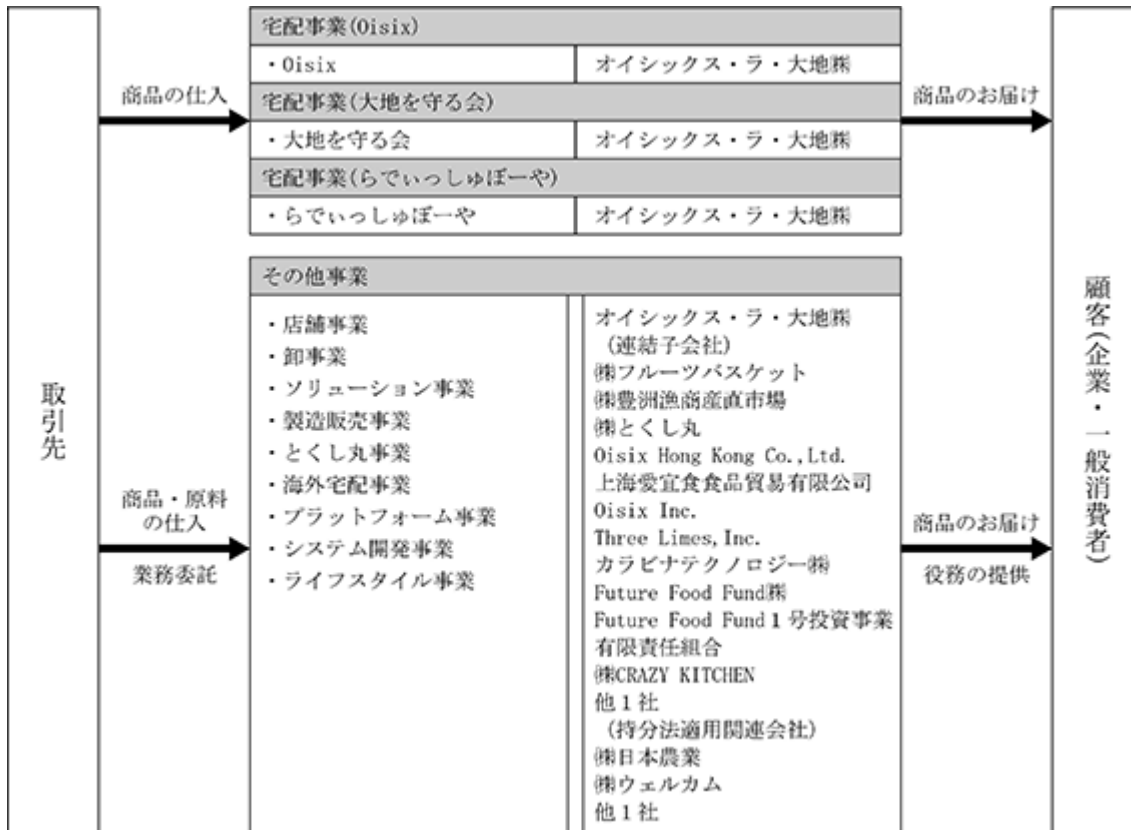 取引先
商品の仕入
宅配事業(Oisix)
・Oisix
オイシックス・ラ・大地㈱
宅配事業(大地を守る会)
・大地を守る会
オイシックス・ラ・大地㈱
宅配事業(らでぃっしゅぼーや)
・らでぃっしゅぼーや
オイシックス・ラ・大地㈱
商品のお届け
商品・原料
の仕入
業務委託
その他事業
・店舗事業
・卸事業
・ソリューション事業
・製造販売事業
・とくし丸事業
・海外宅配事業
・プラットフォーム事業
・システム開発事業
・ライフスタイル事業
オイシックス・ラ・大地㈱
(連結子会社)
㈱フルーツバスケット
㈱豊洲漁商産直市場
㈱とくし丸
Oisix Hong Kong Co.,Ltd.
上海愛宜食食品貿易有限公司
Oisix Inc.
Three Limes,Inc.
カラビナテクノロジー㈱
Future Food Fund㈱
Future Food Fund１号投資事業
有限責任組合
㈱CRAZY KITCHEN
他１社
(持分法適用関連会社)
㈱日本農業
㈱ウェルカム
他１社
商品のお届け
役務の提供
顧客(企業・一般消費者)